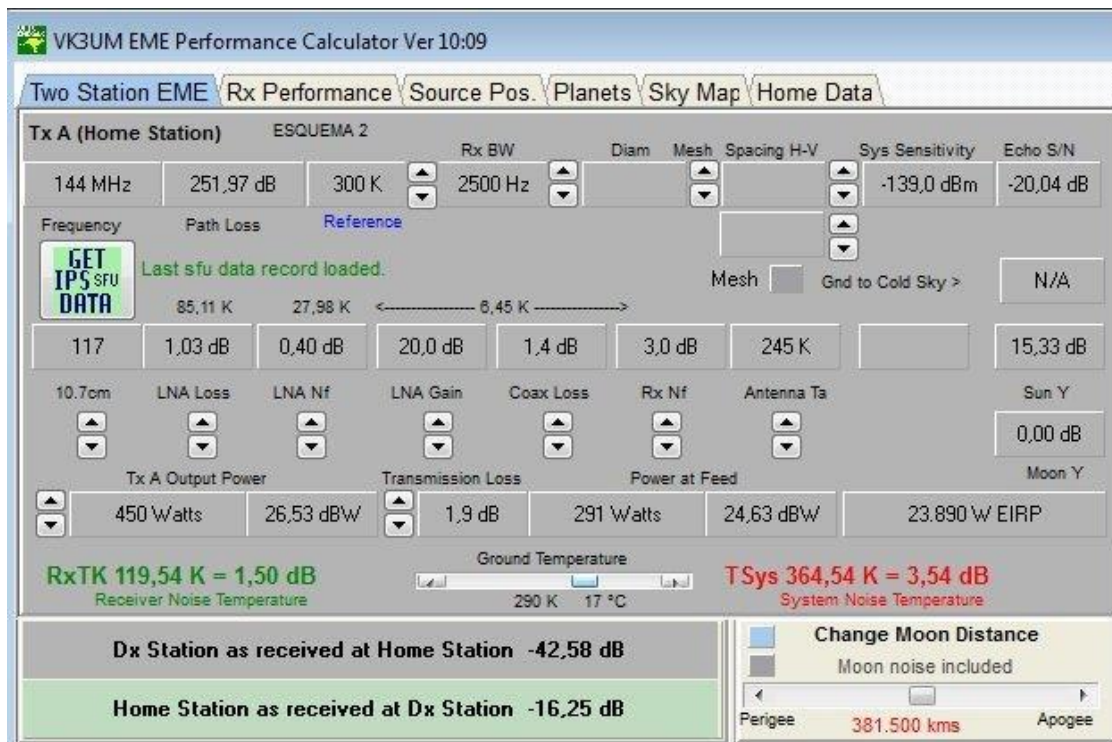 VK3UM EME Performance Calculator Ver 10:09
Two Station EME Rx Performance Source Pos. Planets Sky Map Home Data
Tx A (Home Station) ESQUEMA 2
Rx BW Diam Mesh Spacing H-V Sys Sensitivity Echo S/N
144 MHz 251,97 dB 300 K 2500 Hz -139,0 dBm -20,04 dB
Frequency Path Loss Reference
GET IPS SFU DATA
Last sfu data record loaded.
Mesh Gnd to Cold Sky > N/A
85,11 K 27,98 K <---------------- 6,45 K --------------->
117 1,03 dB 0,40 dB 20,0 dB 1,4 dB 3,0 dB 245 K 15,33 dB
10.7cm LNA Loss LNA Nf LNA Gain Coax Loss Rx Nf Antenna Ta Sun Y
0,00 dB
Tx A Output Power Transmission Loss Power at Feed Moon Y
450 Watts 26,53 dBW 1,9 dB 291 Watts 24,63 dBW 23.890 W EIRP
Ground Temperature
RxTK 119,54 K = 1,50 dB TSys 364,54 K = 3,54 dB
Receiver Noise Temperature 290 K 17 ºC System Noise Temperature
Dx Station as received at Home Station -42,58 dB
Home Station as received at Dx Station -16,25 dB
Change Moon Distance
Moon noise included
Perigee 381.500 kms Apogee